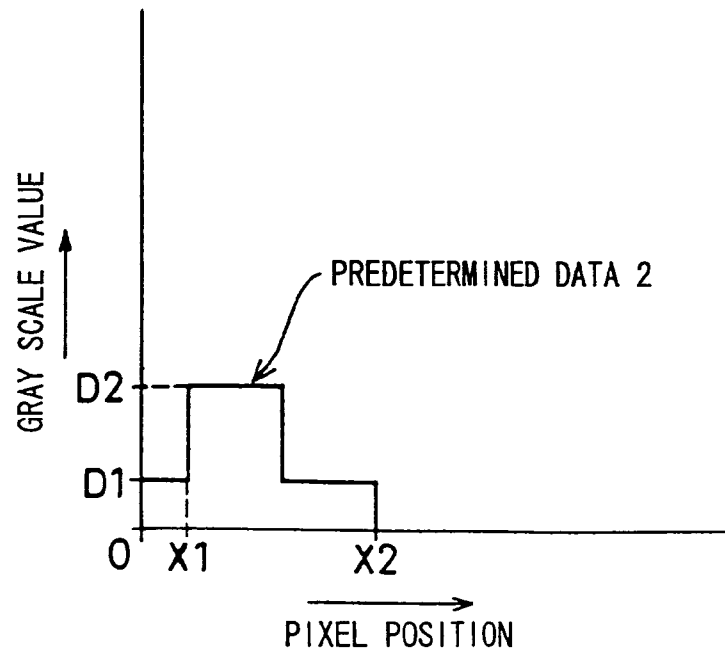 GRAY SCALE VALUE
PREDETERMINED DATA 2
D2
D1
0
X1
X2
PIXEL POSITION